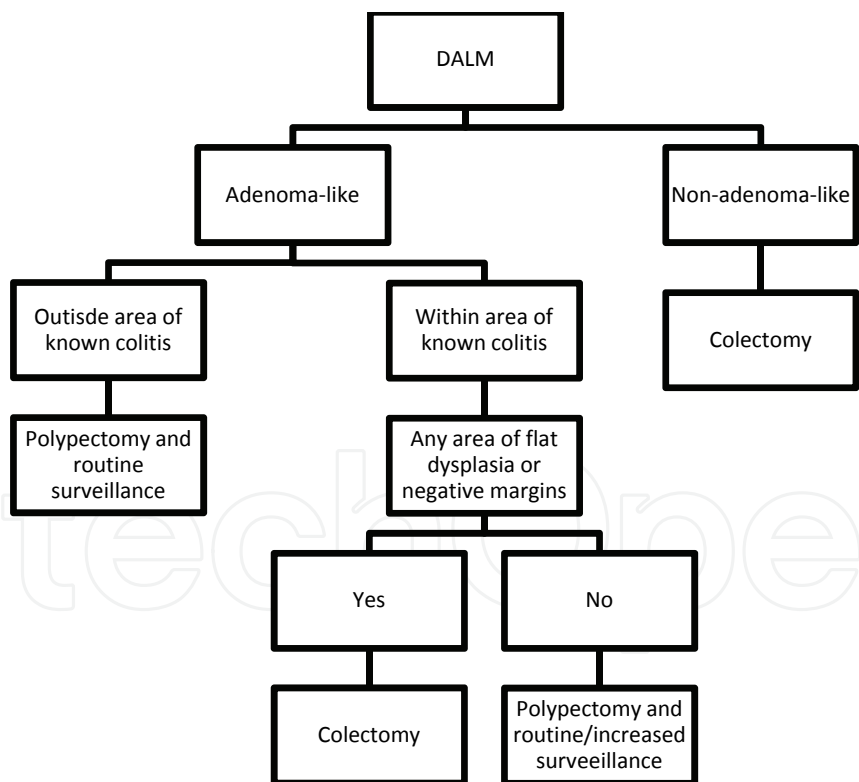 DALM
Adenoma-like
Non-adenoma-like
Outisde area of
known colitis
Within area of
known colitis
Colectomy
Polypectomy and
routine
surveillance
Any area of flat
dysplasia or
negative margins
techOpe
Yes
No
Colectomy
Polypectomy and
routine/increased
surveeillance